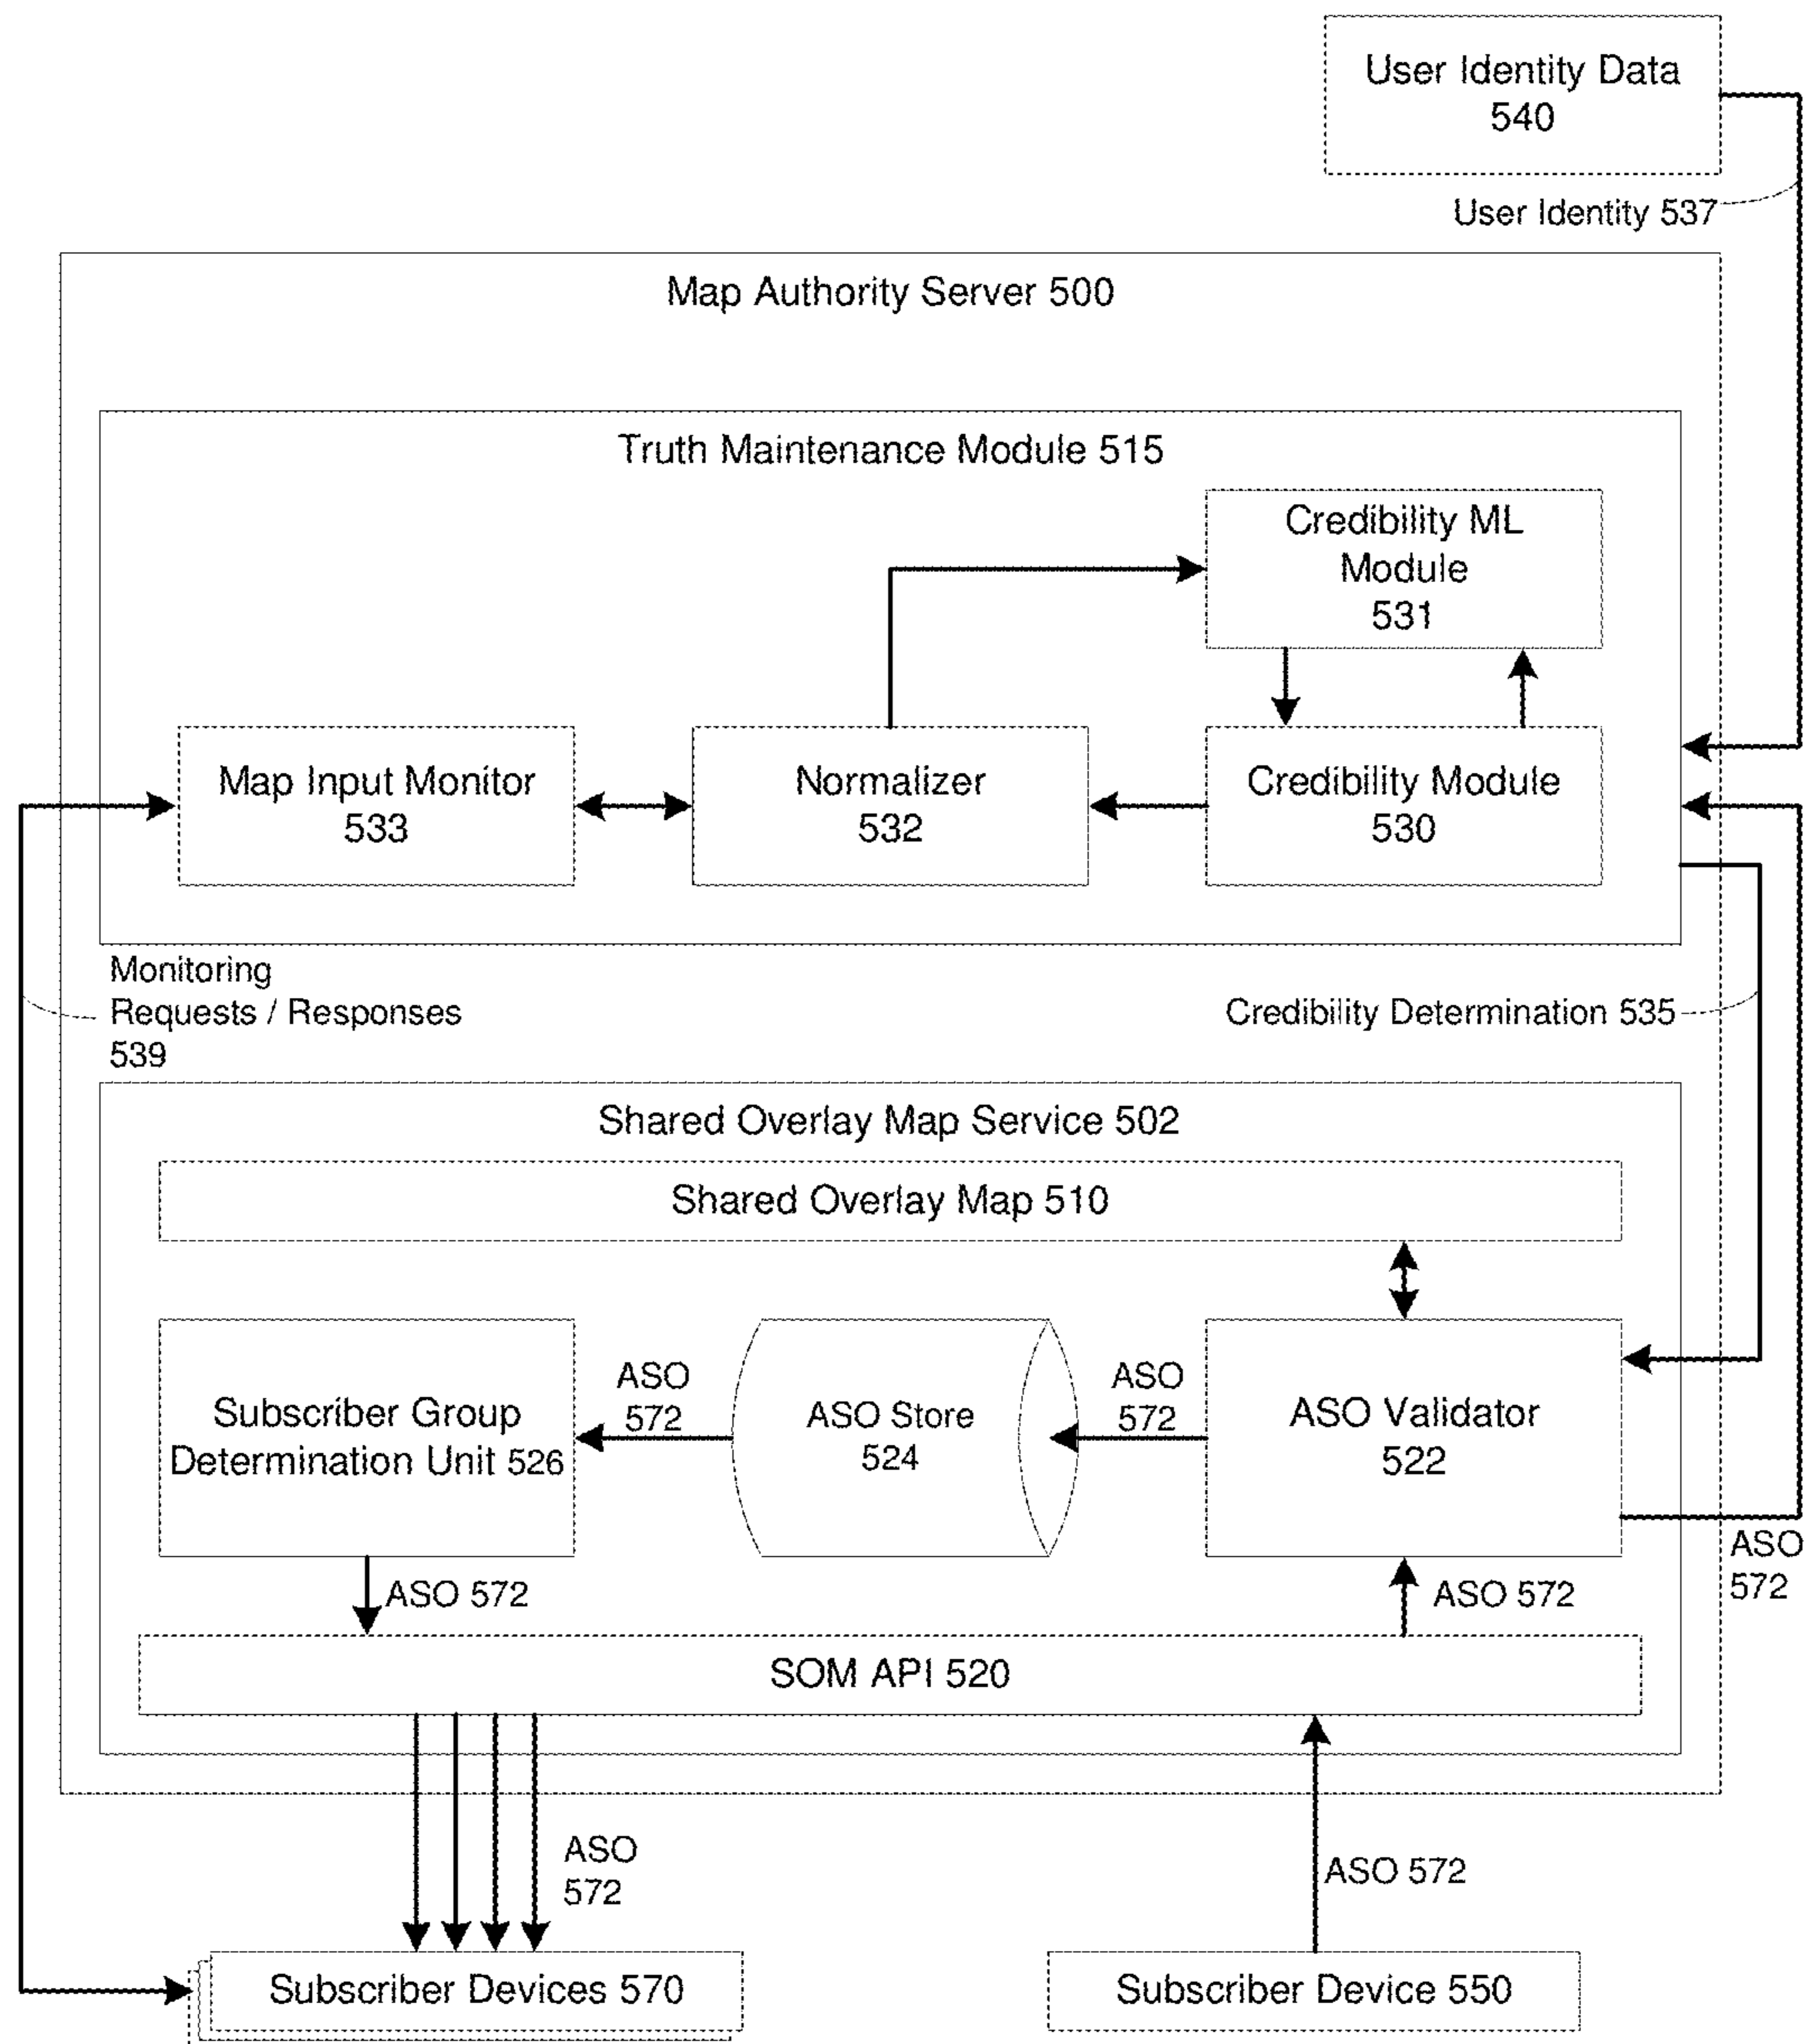 User Identity Data
540
User Identity 537
Map Authority Server 500
Truth Maintenance Module 515
Credibility ML
Module
531
Map Input Monitor
533
Normalizer
532
Credibility Module
530
Monitoring
Requests / Responses
539
Credibility Determination 535
Shared Overlay Map Service 502
Shared Overlay Map 510
Subscriber Group
Determination Unit 526
ASO
572
ASO Store
524
ASO
572
ASO Validator
522
ASO
572
ASO 572
ASO 572
SOM API 520
ASO
572
ASO 572
Subscriber Devices 570
Subscriber Device 550